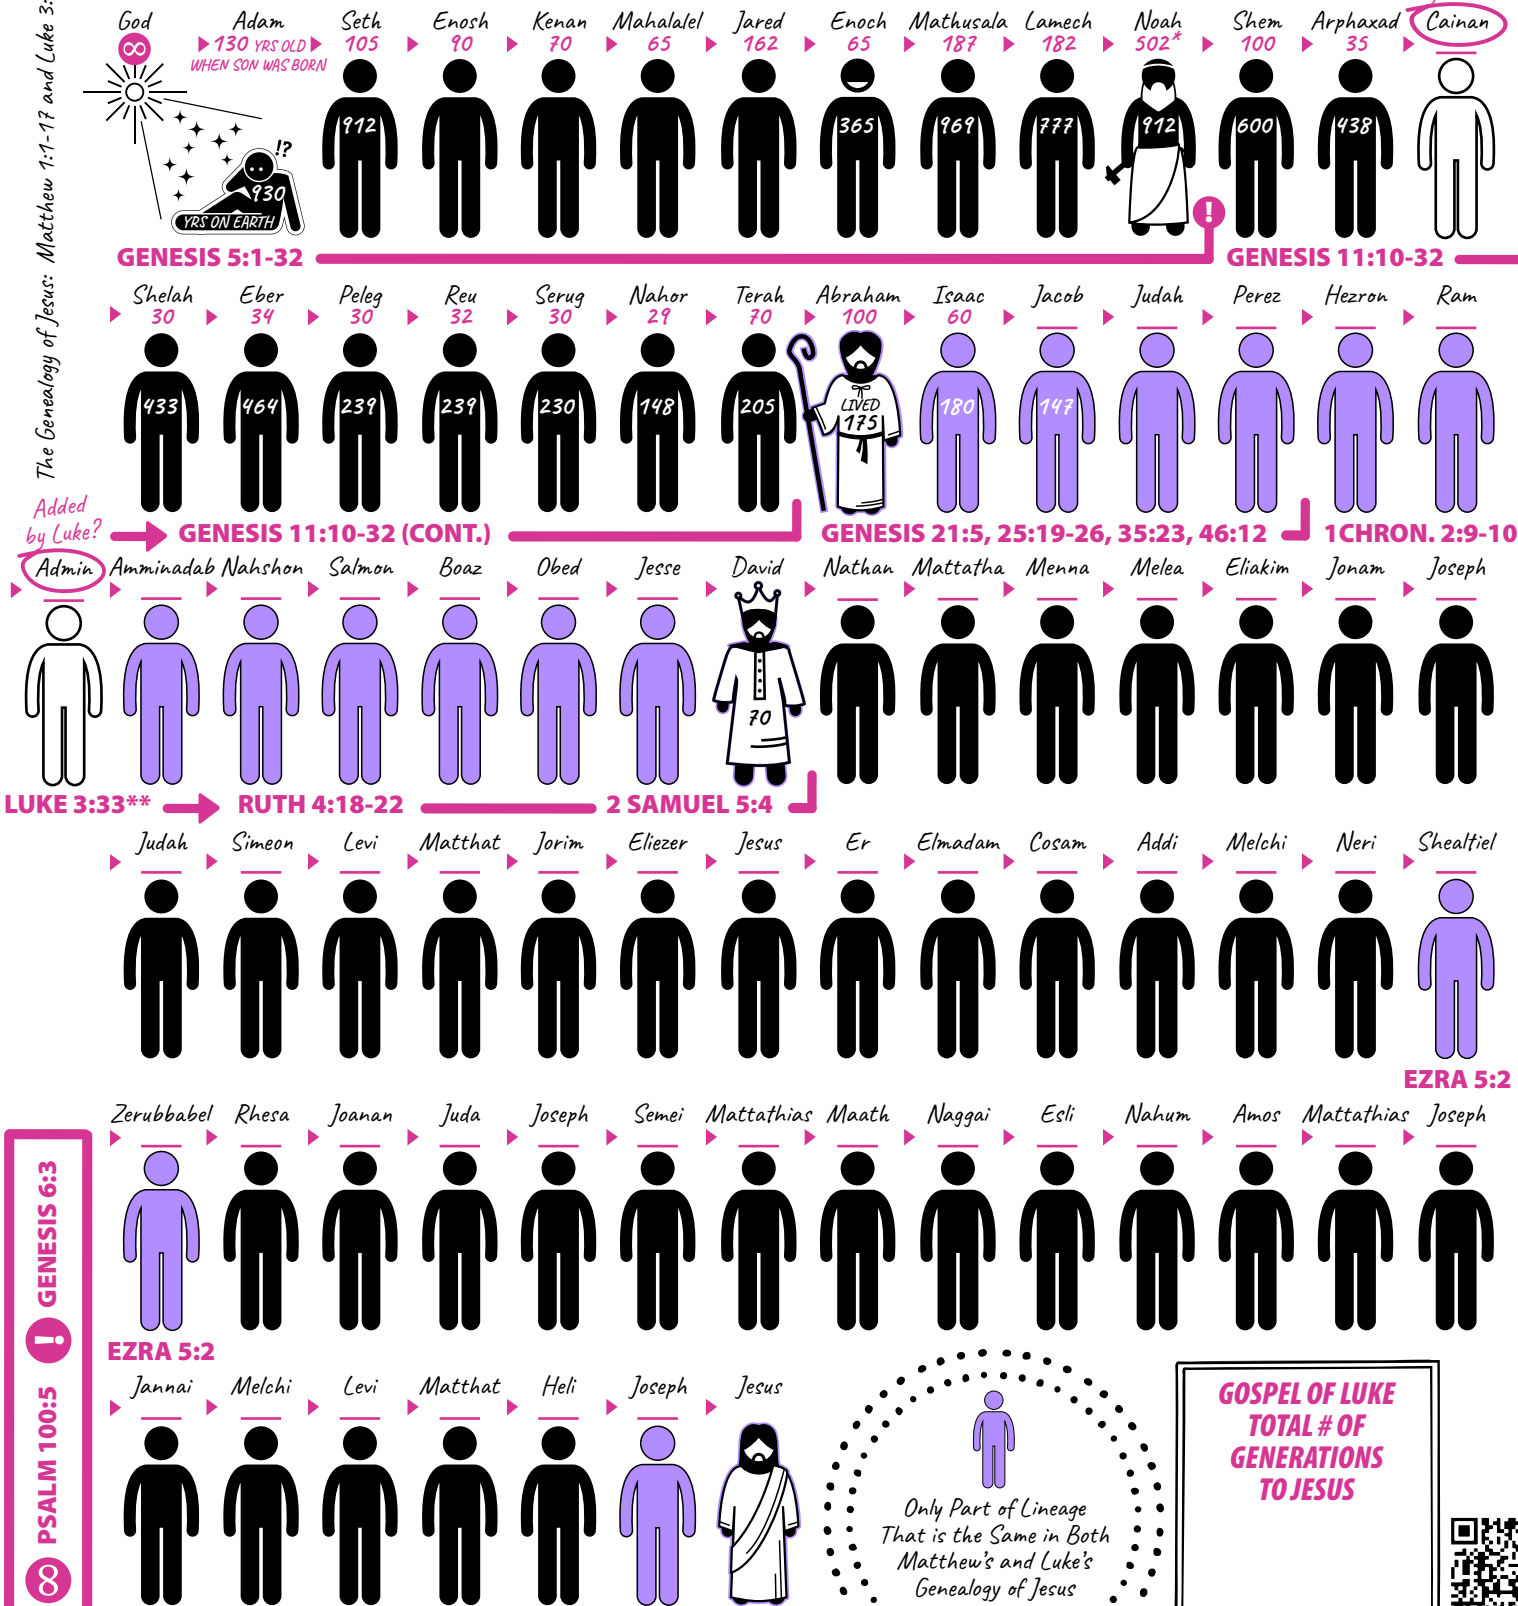 The Genealogy of Jesus: Matthew 1:1-17 and Luke 3:
God Adam Seth Enosh Kenan Mahalalel Jared Enoch Mathusala Lamech Noah Shem Arphaxad Cainan
∞ 130 YRS OLD 105 90 70 65 162 65 187 182 502* 100 35
WHEN SON WAS BORN
912 365 969 777 912 600 438
!?
930
YRS ON EARTH
!
GENESIS 5:1-32 GENESIS 11:10-32
Shelah Eber Peleg Reu Serug Nahor Terah Abraham Isaac Jacob Judah Perez Hezron Ram
30 34 30 32 30 29 70 100 60
433 464 239 239 230 148 205 LIVED 180 147
175
Added
by Luke?
GENESIS 11:10-32 (CONT.) GENESIS 21:5, 25:19-26, 35:23, 46:12 1CHRON. 2:9-10
Admin Amminadab Nahshon Salmon Boaz Obed Jesse David Nathan Mattatha Menna Melea Eliakim Jonam Joseph
70
LUKE 3:33** RUTH 4:18-22 2 SAMUEL 5:4
Judah Simeon Levi Matthat Jorim Eliezer Jesus Er Elmadam Cosam Addi Melchi Neri Shealtiel
EZRA 5:2
Zerubbabel Rhesa Joanan Juda Joseph Semei Mattathias Maath Naggai Esli Nahum Amos Mattathias Joseph
EZRA 5:2
Jannai Melchi Levi Matthat Heli Joseph Jesus
∞ PSALM 100:5 ! GENESIS 6:3
Only Part of Lineage
That is the Same in Both
Matthew's and Luke's
Genealogy of Jesus
GOSPEL OF LUKE
TOTAL # OF
GENERATIONS
TO JESUS